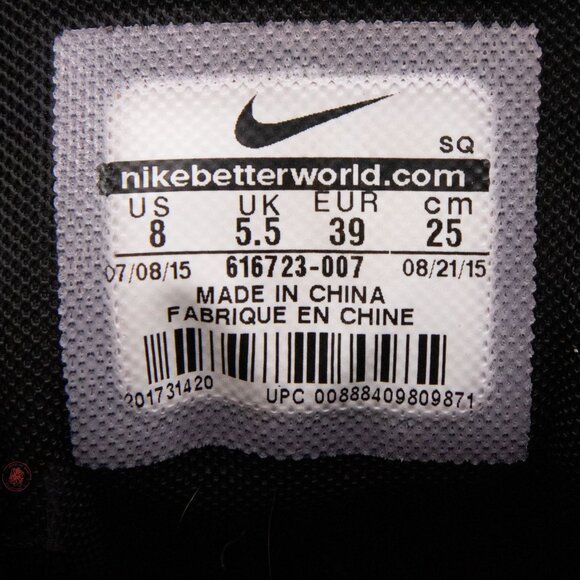 SQ
nikebetterworld.com
US UK EUR cm
8 5.5 39 25
07/08/15 616723-007 08/21/15
MADE IN CHINA
FABRIQUE EN CHINE
201731420 UPC 00888409809871